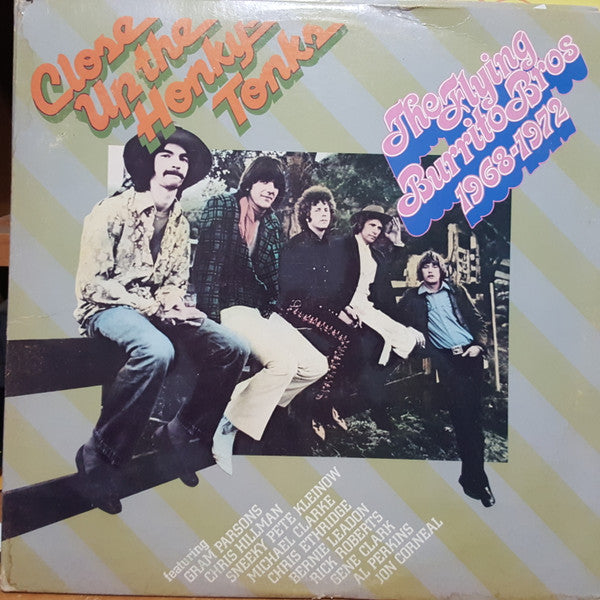 Close
Up the
Honky-
Tonks
The Flying
Burrito Bros
1968-1972
featuring
GRAM PARSONS
CHRIS HILLMAN
SNEEKY PETE KLEINOW
MICHAEL CLARKE
CHRIS ETHRIDGE
BERNIE LEADON
RICK ROBERTS
GENE CLARK
AL PERKINS
JON CORNEAL